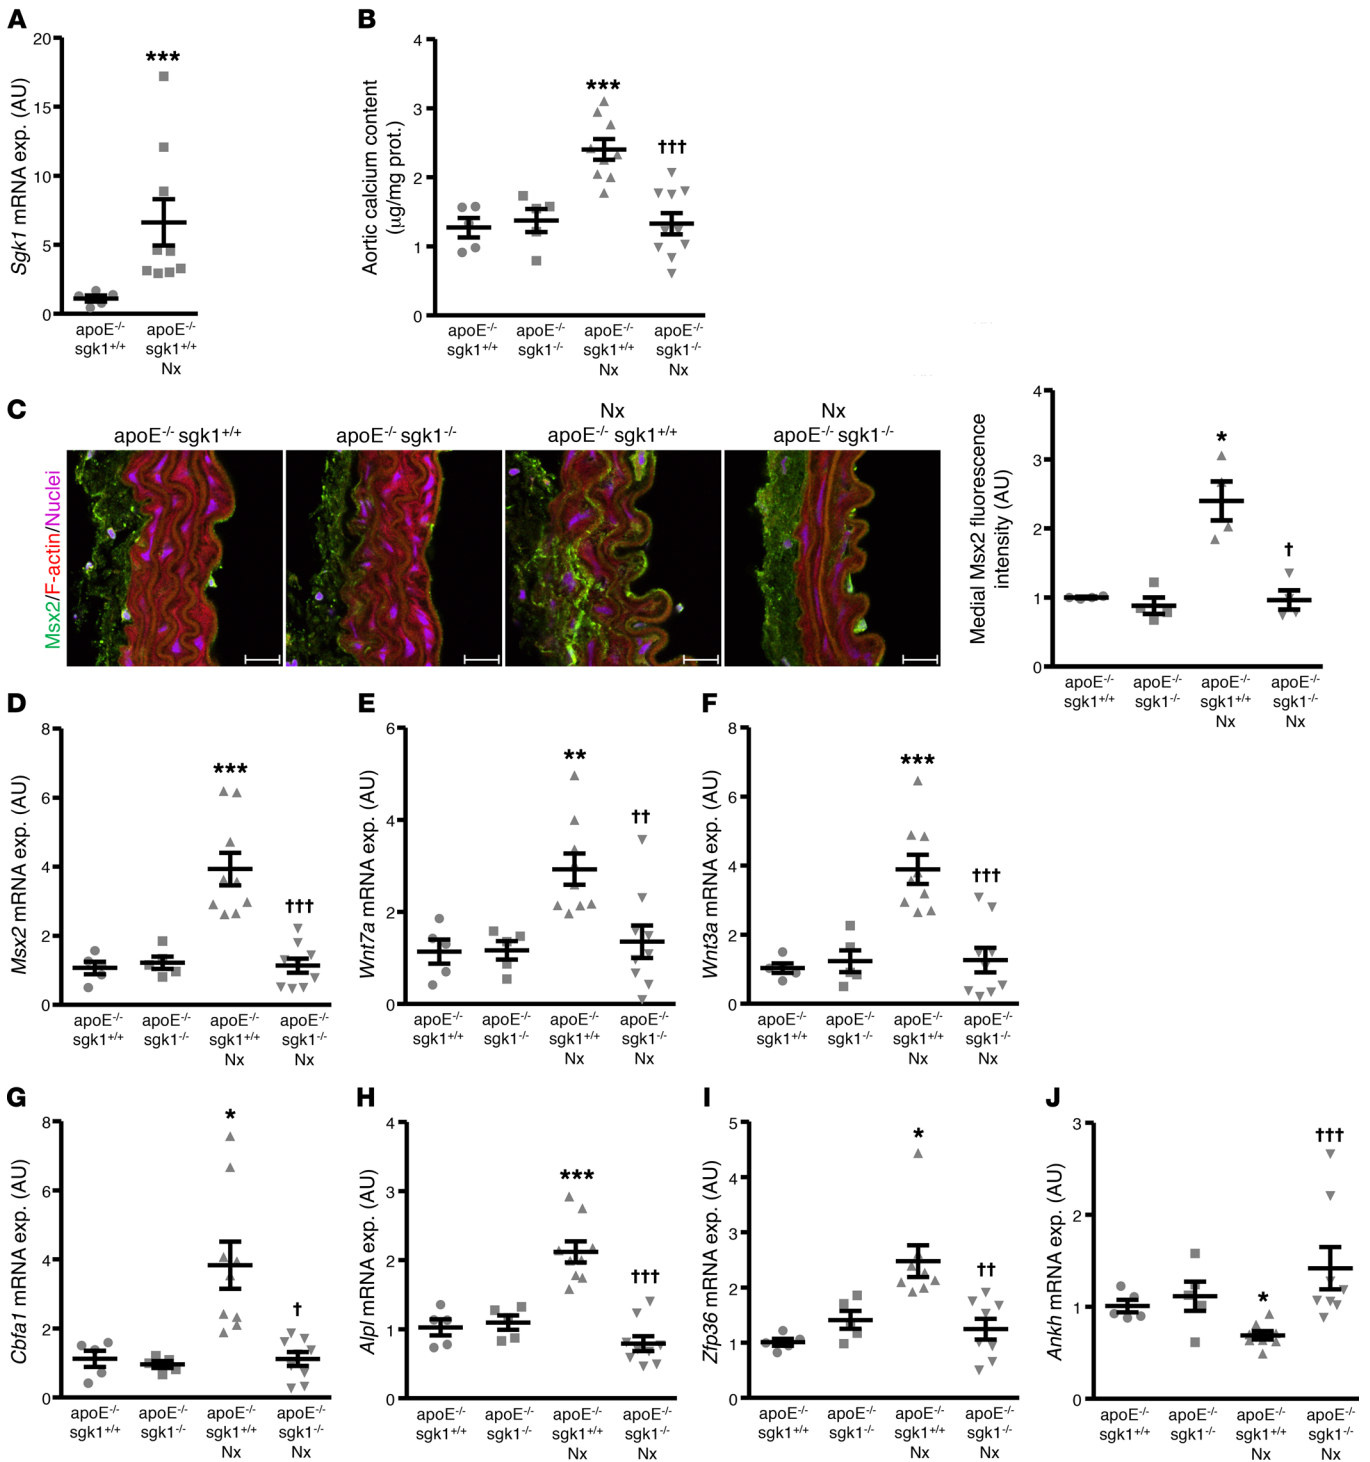 A
Sgk1 mRNA exp. (AU)
20
15
10
5
0
***
apoE-/-
sgk1+/+
apoE-/-
sgk1+/+
Nx
B
Aortic calcium content
(μg/mg prot.)
4
3
2
1
0
***
†††
apoE-/-
sgk1+/+
apoE-/-
sgk1-/-
apoE-/-
sgk1+/+
Nx
apoE-/-
sgk1-/-
Nx
C
Msx2/F-actin/Nuclei
apoE-/- sgk1+/+
apoE-/- sgk1-/-
Nx
apoE-/- sgk1+/+
Nx
apoE-/- sgk1-/-
Medial Msx2 fluorescence
intensity (AU)
4
3
2
1
0
*
†
apoE-/-
sgk1+/+
apoE-/-
sgk1-/-
apoE-/-
sgk1+/+
Nx
apoE-/-
sgk1-/-
Nx
D
Msx2 mRNA exp. (AU)
8
6
4
2
0
***
†††
apoE-/-
sgk1+/+
apoE-/-
sgk1-/-
apoE-/-
sgk1+/+
Nx
apoE-/-
sgk1-/-
Nx
E
Wnt7a mRNA exp. (AU)
6
4
2
0
**
††
apoE-/-
sgk1+/+
apoE-/-
sgk1-/-
apoE-/-
sgk1+/+
Nx
apoE-/-
sgk1-/-
Nx
F
Wnt3a mRNA exp. (AU)
8
6
4
2
0
***
†††
apoE-/-
sgk1+/+
apoE-/-
sgk1-/-
apoE-/-
sgk1+/+
Nx
apoE-/-
sgk1-/-
Nx
G
Cbfa1 mRNA exp. (AU)
8
6
4
2
0
*
†
apoE-/-
sgk1+/+
apoE-/-
sgk1-/-
apoE-/-
sgk1+/+
Nx
apoE-/-
sgk1-/-
Nx
H
Alpl mRNA exp. (AU)
4
3
2
1
0
***
†††
apoE-/-
sgk1+/+
apoE-/-
sgk1-/-
apoE-/-
sgk1+/+
Nx
apoE-/-
sgk1-/-
Nx
I
Zfp36 mRNA exp. (AU)
5
4
3
2
1
0
*
††
apoE-/-
sgk1+/+
apoE-/-
sgk1-/-
apoE-/-
sgk1+/+
Nx
apoE-/-
sgk1-/-
Nx
J
Ankh mRNA exp. (AU)
3
2
1
0
*
†††
apoE-/-
sgk1+/+
apoE-/-
sgk1-/-
apoE-/-
sgk1+/+
Nx
apoE-/-
sgk1-/-
Nx